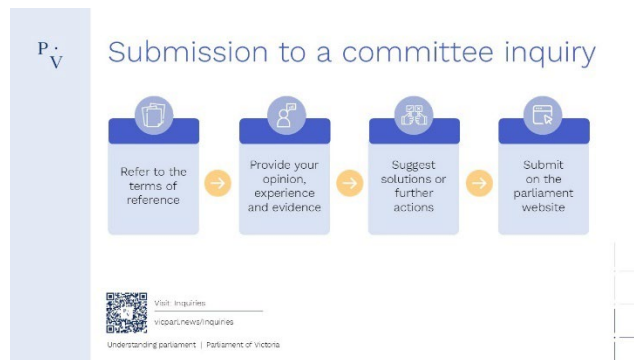 P.
V
Submission to a committee inquiry
Refer to the
terms of
reference
Provide your
opinion,
experience
and evidence
Suggest
solutions or
further
actions
Submit
on the
parliament
website
Visit: Inquiries
vicparl.news/Inquiries
Understanding parliament | Parliament of Victoria